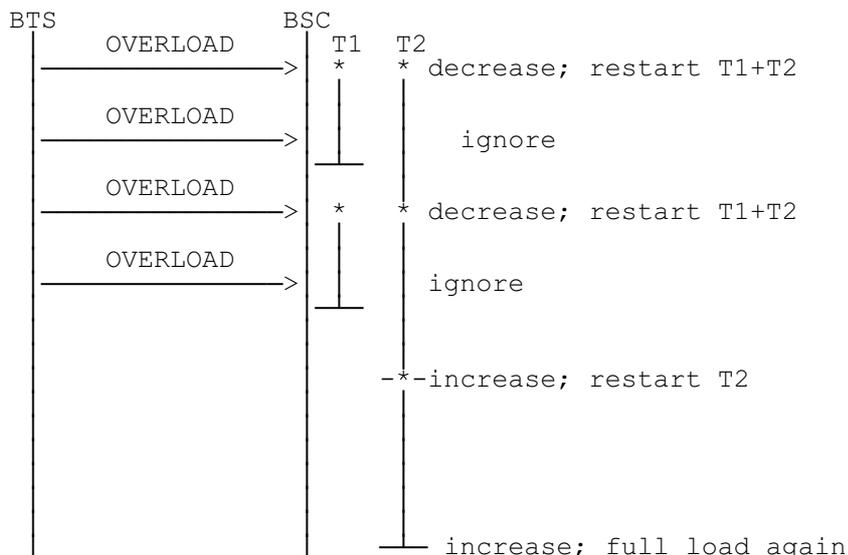 BTS BSC
OVERLOAD T1 T2
* * decrease; restart T1+T2
OVERLOAD
ignore
OVERLOAD
* * decrease; restart T1+T2
OVERLOAD
ignore
-*-increase; restart T2
increase; full load again